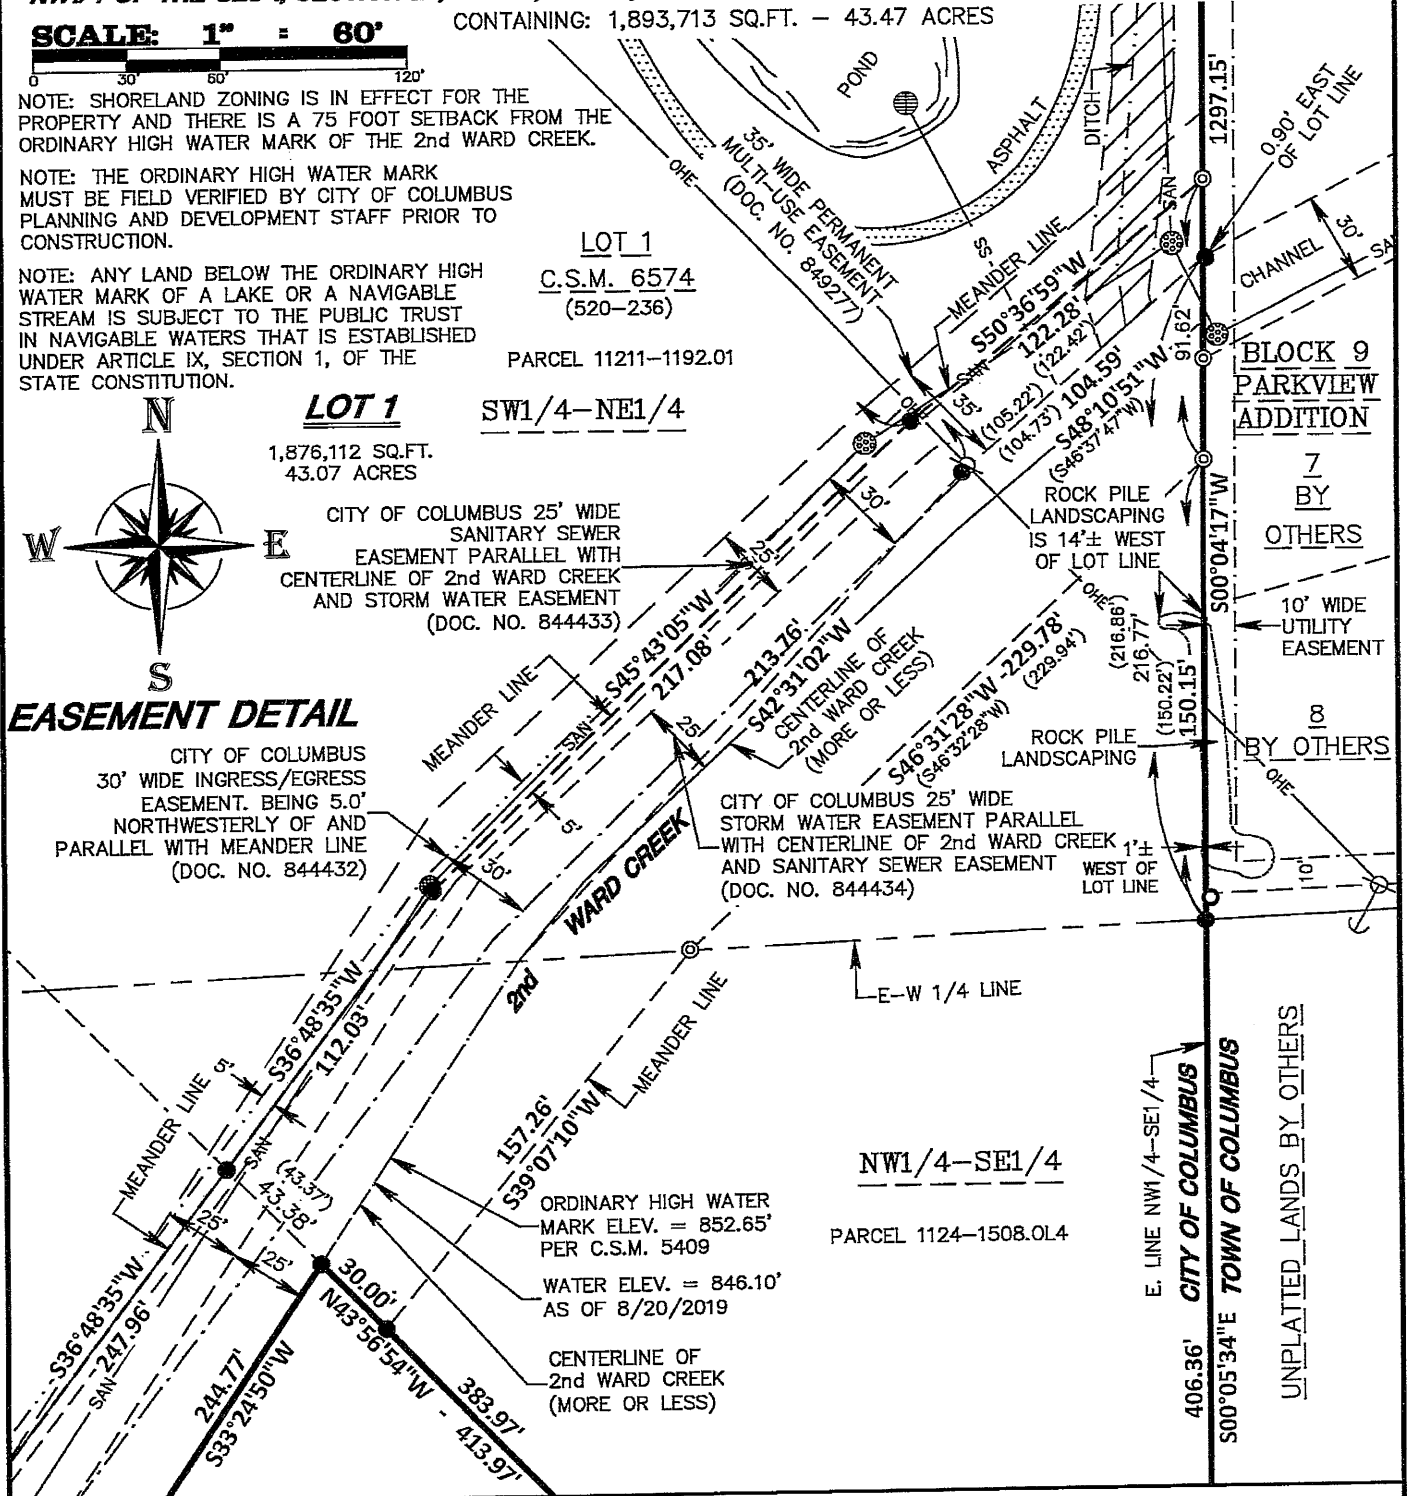 CONTAINING: 1,893,713 SQ.FT. – 43.47 ACRES
SCALE: 1" = 60'
0 30' 60' 120'
NOTE: SHORELAND ZONING IS IN EFFECT FOR THE
PROPERTY AND THERE IS A 75 FOOT SETBACK FROM THE
ORDINARY HIGH WATER MARK OF THE 2nd WARD CREEK.
NOTE: THE ORDINARY HIGH WATER MARK
MUST BE FIELD VERIFIED BY CITY OF COLUMBUS
PLANNING AND DEVELOPMENT STAFF PRIOR TO
CONSTRUCTION.
NOTE: ANY LAND BELOW THE ORDINARY HIGH
WATER MARK OF A LAKE OR A NAVIGABLE
STREAM IS SUBJECT TO THE PUBLIC TRUST
IN NAVIGABLE WATERS THAT IS ESTABLISHED
UNDER ARTICLE IX, SECTION 1, OF THE
STATE CONSTITUTION.
LOT 1
C.S.M. 6574
(520–236)
PARCEL 11211–1192.01
LOT 1
1,876,112 SQ.FT.
43.07 ACRES
SW1/4–NE1/4
N
W
E
S
EASEMENT DETAIL
POND
ASPHALT
DITCH
SAN
OHE
SS
35' WIDE PERMANENT
MULTI–USE EASEMENT
(DOC. NO. 849277)
MEANDER LINE
S50°36'59"W
122.28'
(122.42')
SAN
35'
OHE
(105.22')
(104.73') 104.59'
S48°10'51"W
(S46°37'47"W)
1297.15'
0.90' EAST
OF LOT LINE
30'
CHANNEL
SAN
91.62'
BLOCK 9
PARKVIEW
ADDITION
7
BY
OTHERS
ROCK PILE
LANDSCAPING
IS 14'± WEST
OF LOT LINE
S00°04'17"W
10' WIDE
UTILITY
EASEMENT
OHE
(216.86')
216.77'
(150.22')
150.15'
8
BY OTHERS
ROCK PILE
LANDSCAPING
OHE
1'±
WEST OF
LOT LINE
10'
CITY OF COLUMBUS 25' WIDE
SANITARY SEWER
EASEMENT PARALLEL WITH
CENTERLINE OF 2nd WARD CREEK
AND STORM WATER EASEMENT
(DOC. NO. 844433)
25'
30'
S45°43'05"W
217.08'
213.76'
S42°31'02"W
CENTERLINE OF
2nd WARD CREEK
(MORE OR LESS)
S46°31'28"W -229.78'
(S46°32'28"W) (229.94')
MEANDER LINE
SAN
25'
5'
30'
CITY OF COLUMBUS
30' WIDE INGRESS/EGRESS
EASEMENT. BEING 5.0'
NORTHWESTERLY OF AND
PARALLEL WITH MEANDER LINE
(DOC. NO. 844432)
CITY OF COLUMBUS 25' WIDE
STORM WATER EASEMENT PARALLEL
WITH CENTERLINE OF 2nd WARD CREEK
AND SANITARY SEWER EASEMENT
(DOC. NO. 844434)
2nd WARD CREEK
E–W 1/4 LINE
MEANDER LINE
S36°48'35"W
112.03'
MEANDER LINE
5'
SAN
(43.37')
43.38'
25'
25'
157.26'
S39°07'10"W
S36°48'35"W
247.96'
SAN
244.77'
S33°24'50"W
30.00'
N43°56'54"W - 413.97'
383.97'
ORDINARY HIGH WATER
MARK ELEV. = 852.65'
PER C.S.M. 5409
WATER ELEV. = 846.10'
AS OF 8/20/2019
CENTERLINE OF
2nd WARD CREEK
(MORE OR LESS)
NW1/4–SE1/4
PARCEL 1124–1508.0L4
E. LINE NW1/4–SE1/4
CITY OF COLUMBUS
TOWN OF COLUMBUS
406.36'
S00°05'34"E
UNPLATTED LANDS BY OTHERS